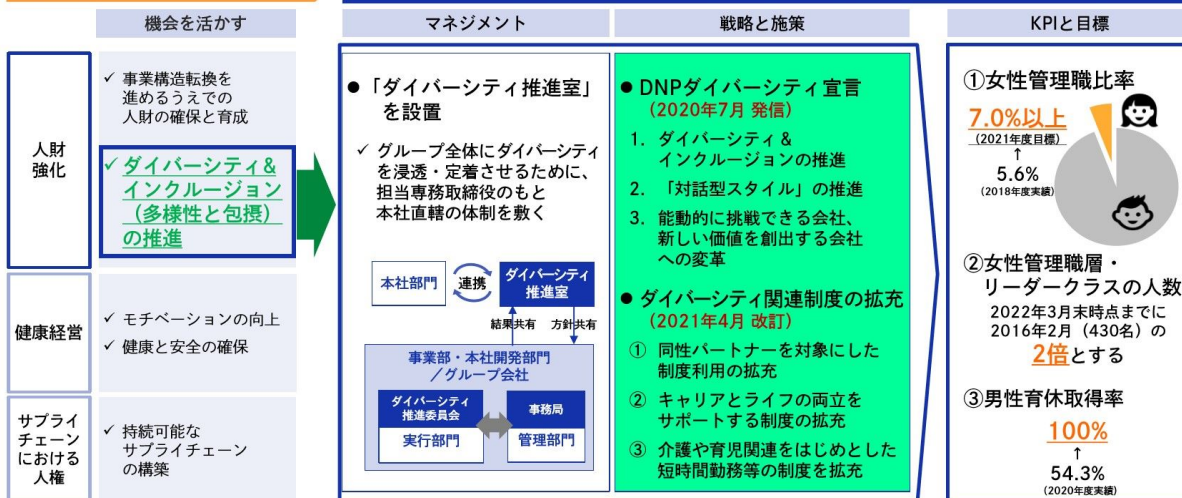 機会を活かす
マネジメント
戦略と施策
KPIと目標
人財
強化
✓ 事業構造転換を
進めるうえでの
人財の確保と育成
✓ ダイバーシティ&
インクルージョン
(多様性と包摂)
の推進
健康経営
✓ モチベーションの向上
✓ 健康と安全の確保
サプライ
チェーン
における
人権
✓ 持続可能な
サプライチェーン
の構築
● 「ダイバーシティ推進室」
を設置
✓ グループ全体にダイバーシティ
を浸透・定着させるために、
担当専務取締役のもと
本社直轄の体制を敷く
本社部門
連携
ダイバーシティ
推進室
結果共有
方針共有
事業部・本社開発部門
/グループ会社
ダイバーシティ
推進委員会
実行部門
事務局
管理部門
● DNPダイバーシティ宣言
(2020年7月 発信)
1. ダイバーシティ&
インクルージョンの推進
2. 「対話型スタイル」の推進
3. 能動的に挑戦できる会社、
新しい価値を創出する会社
への変革
● ダイバーシティ関連制度の拡充
(2021年4月 改訂)
① 同性パートナーを対象にした
制度利用の拡充
② キャリアとライフの両立を
サポートする制度の拡充
③ 介護や育児関連をはじめとした
短時間勤務等の制度を拡充
①女性管理職比率
7.0%以上
(2021年度目標)
↑
5.6%
(2018年度実績)
②女性管理職層・
リーダークラスの人数
2022年3月末時点までに
2016年2月(430名)の
2倍とする
③男性育休取得率
100%
↑
54.3%
(2020年度実績)